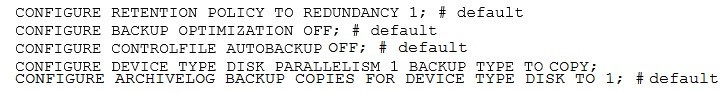 CONFIGURE RETENTION POLICY TO REDUNDANCY 1; # default
CONFIGURE BACKUP OPTIMIZATION OFF; # default
CONFIGURE CONTROLFILE AUTOBACKUP OFF; # default
CONFIGURE DEVICE TYPE DISK PARALLELISM 1 BACKUP TYPE TO COPY;
CONFIGURE ARCHIVELOG BACKUP COPIES FOR DEVICE TYPE DISK TO 1; # default